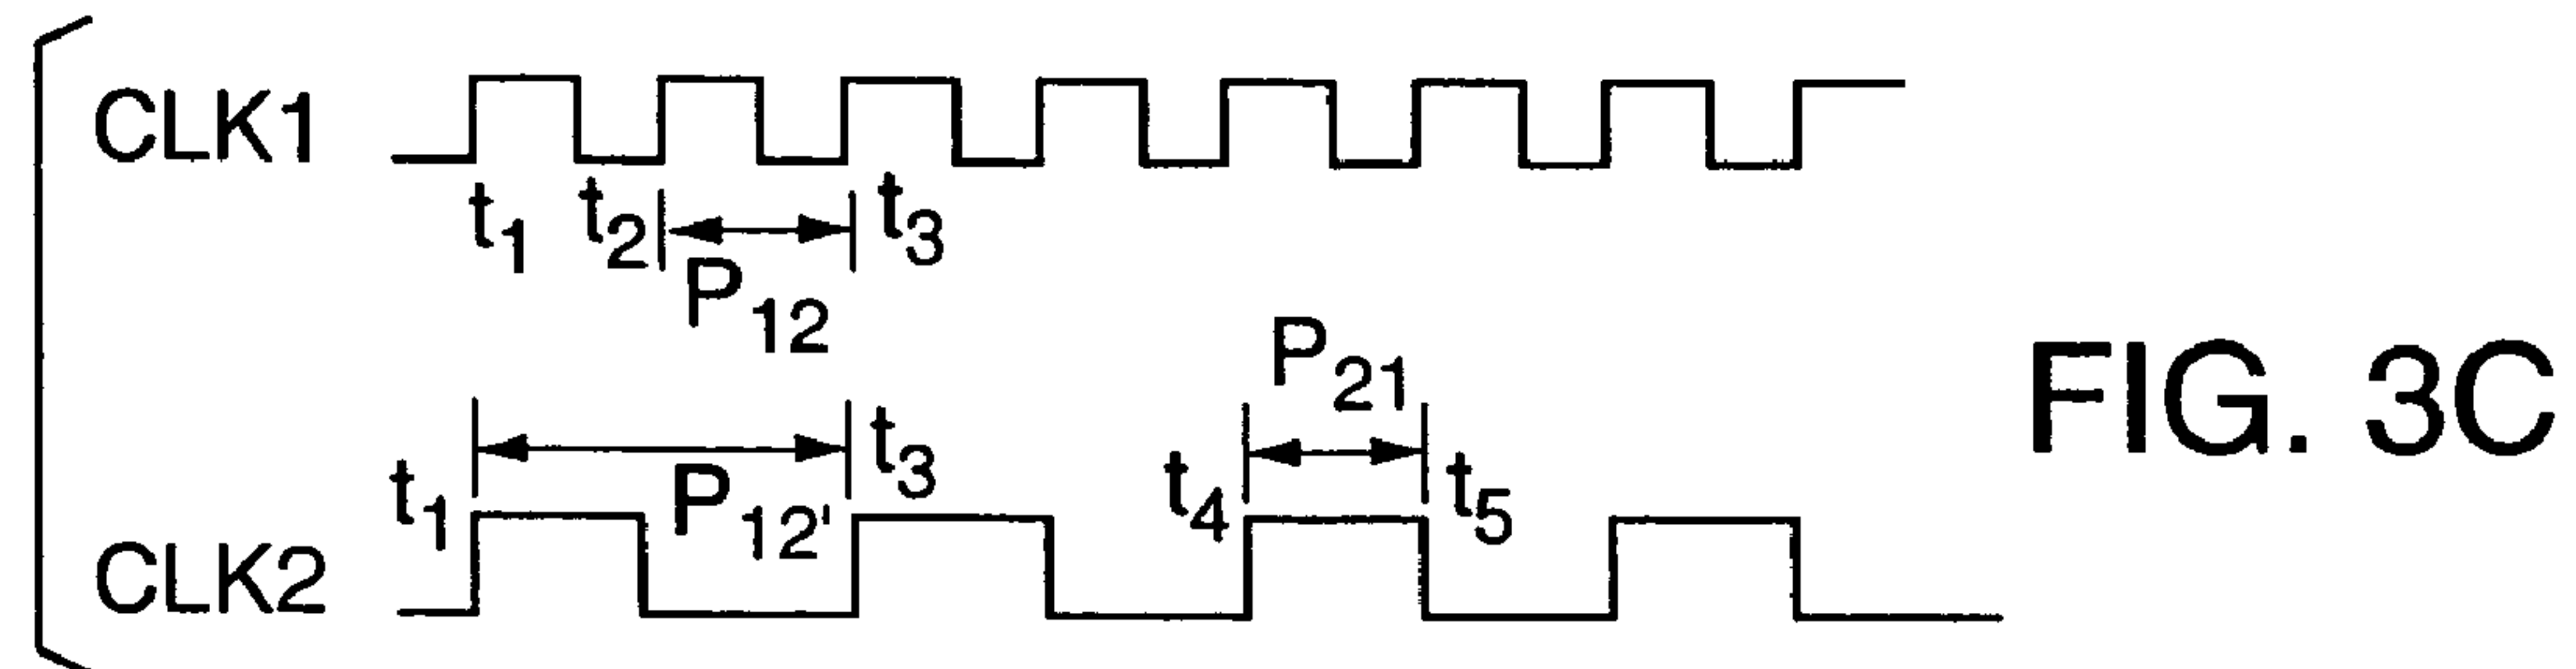 CLK1
t1 t2 t3
P12
P21
FIG. 3C
t1 t3 t4 t5
P12'
CLK2